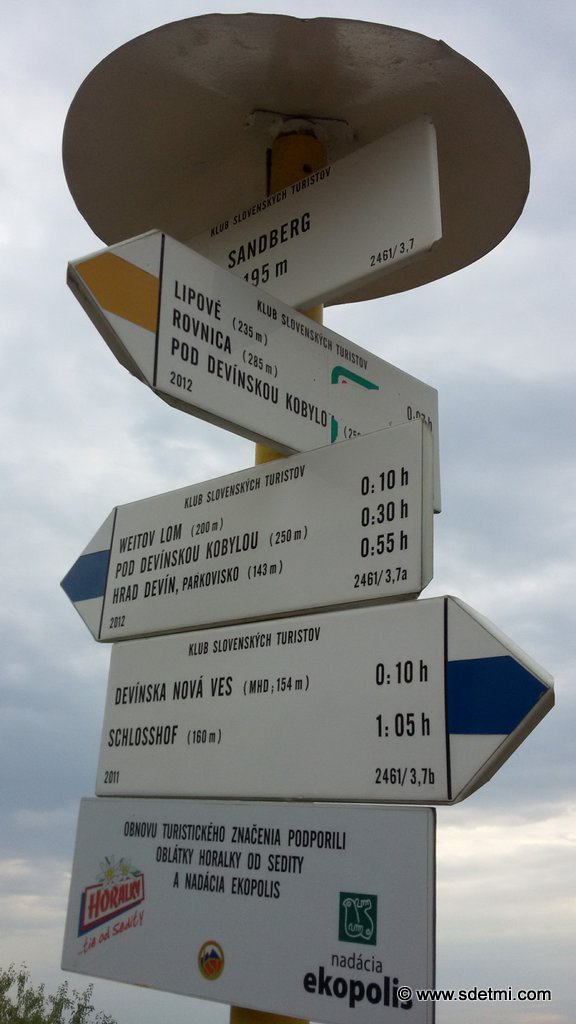 KLUB SLOVENSKÝCH TURISTOV
SANDBERG
195 m
2461/3,7
KLUB SLOVENSKÝCH TURISTOV
LIPOVÉ (235 m)
ROVNICA (285 m)
POD DEVÍNSKOU KOBYLO
2012
KLUB SLOVENSKÝCH TURISTOV
WEITOV LOM (200 m) 0:10 h
POD DEVÍNSKOU KOBYLOU (250 m) 0:30 h
HRAD DEVÍN, PARKOVISKO (143 m) 0:55 h
2012 2461/3,7a
KLUB SLOVENSKÝCH TURISTOV
DEVÍNSKA NOVÁ VES (MHD; 154 m) 0:10 h
SCHLOSSHOF (160 m) 1:05 h
2011 2461/3,7b
OBNOVU TURISTICKÉHO ZNAČENIA PODPORILI
OBLÁTKY HORALKY OD SEDITY
A NADÁCIA EKOPOLIS
HORALKY
...tie od Sedity
nadácia
ekopolis
© www.sdetmi.com